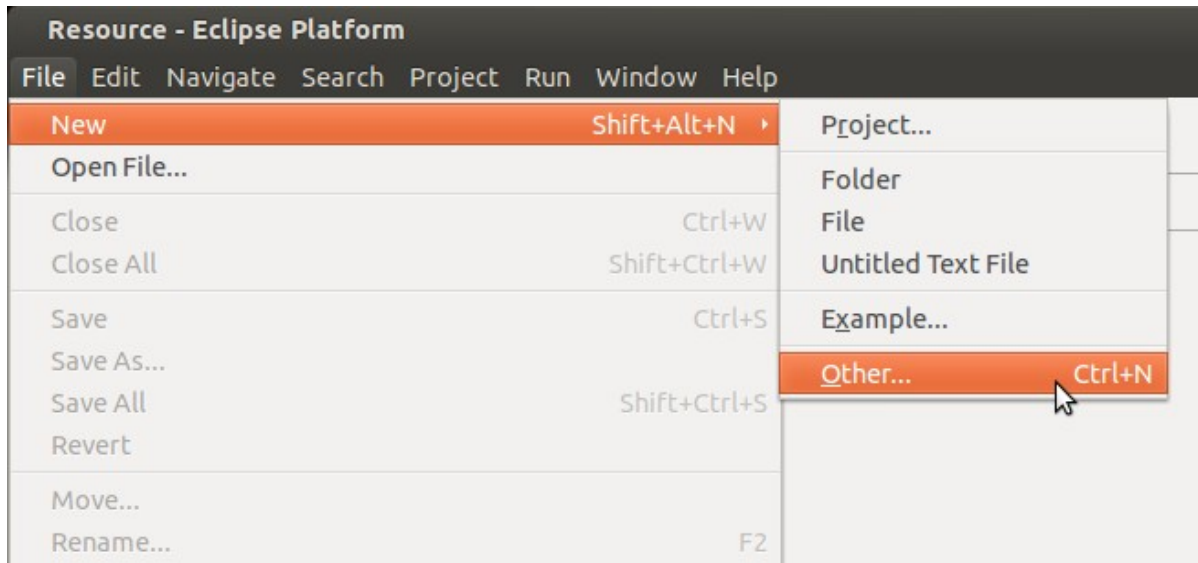 Resource - Eclipse Platform
File Edit Navigate Search Project Run Window Help
New Shift+Alt+N
Open File...
Close Ctrl+W
Close All Shift+Ctrl+W
Save Ctrl+S
Save As...
Save All Shift+Ctrl+S
Revert
Move...
Rename... F2
Project...
Folder
File
Untitled Text File
Example...
Other... Ctrl+N